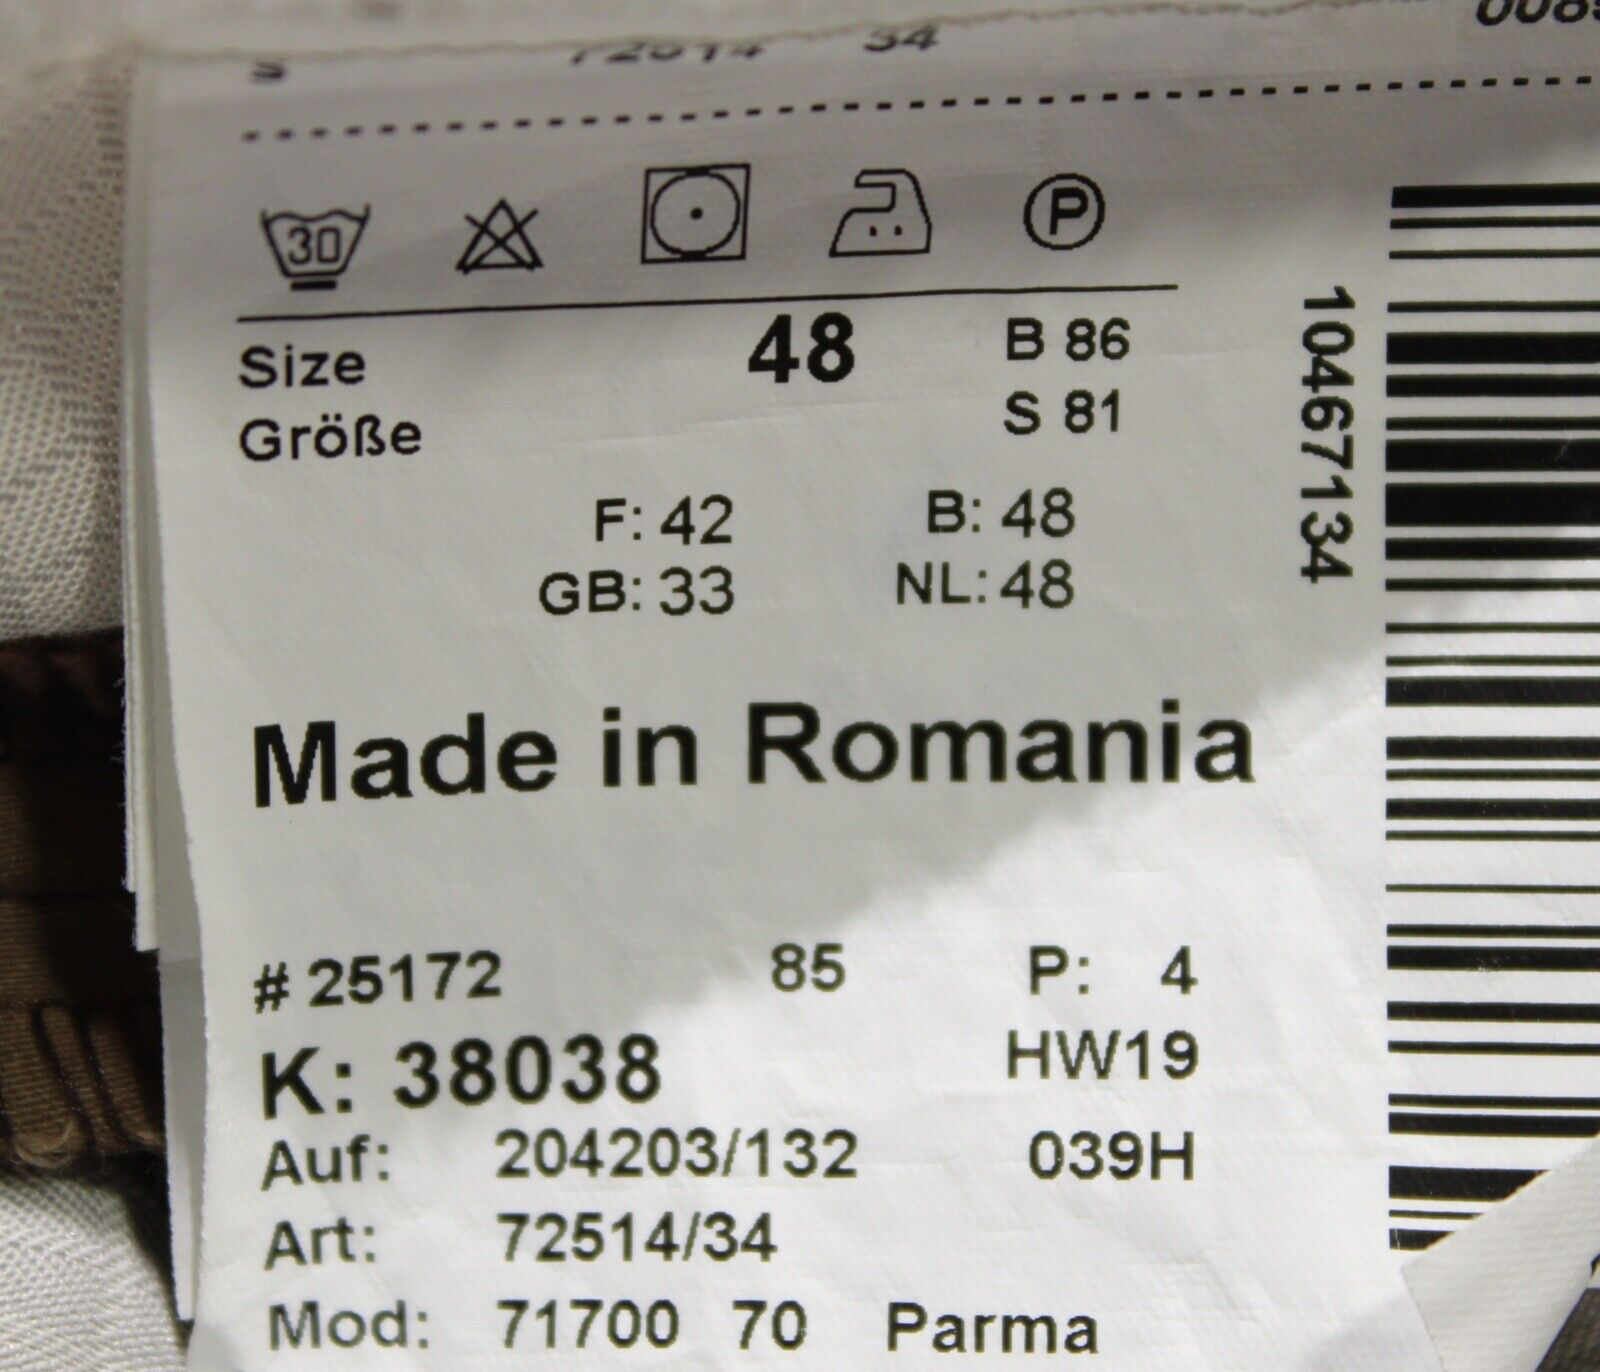 72514 34
30 P
Size 48 B 86
Größe S 81
F: 42 B: 48
GB: 33 NL: 48
Made in Romania
# 25172 85 P: 4
K: 38038 HW19
Auf: 204203/132 039H
Art: 72514/34
Mod: 71700 70 Parma
10467134